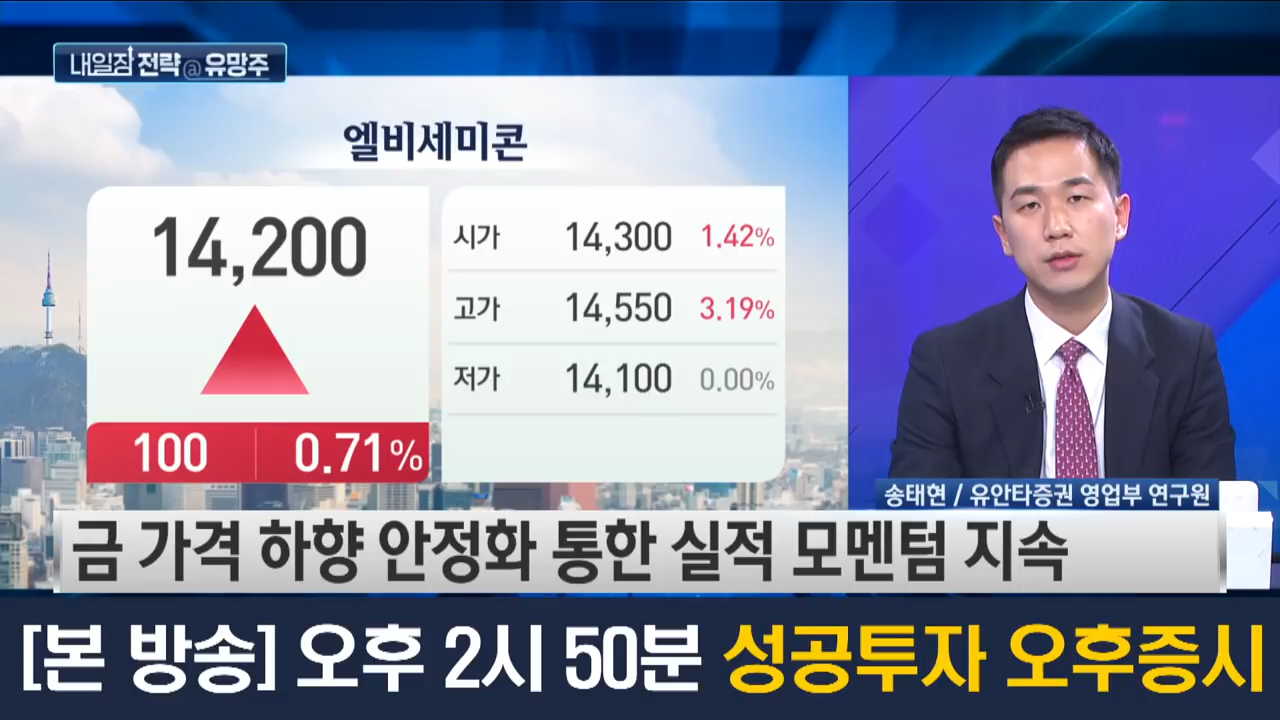 내일장 전략@유망주
엘비세미콘
14,200
100 0.71%
시가 14,300 1.42%
고가 14,550 3.19%
저가 14,100 0.00%
송태현 / 유안타증권 영업부 연구원
금 가격 하향 안정화 통한 실적 모멘텀 지속
[본 방송] 오후 2시 50분 성공투자 오후증시